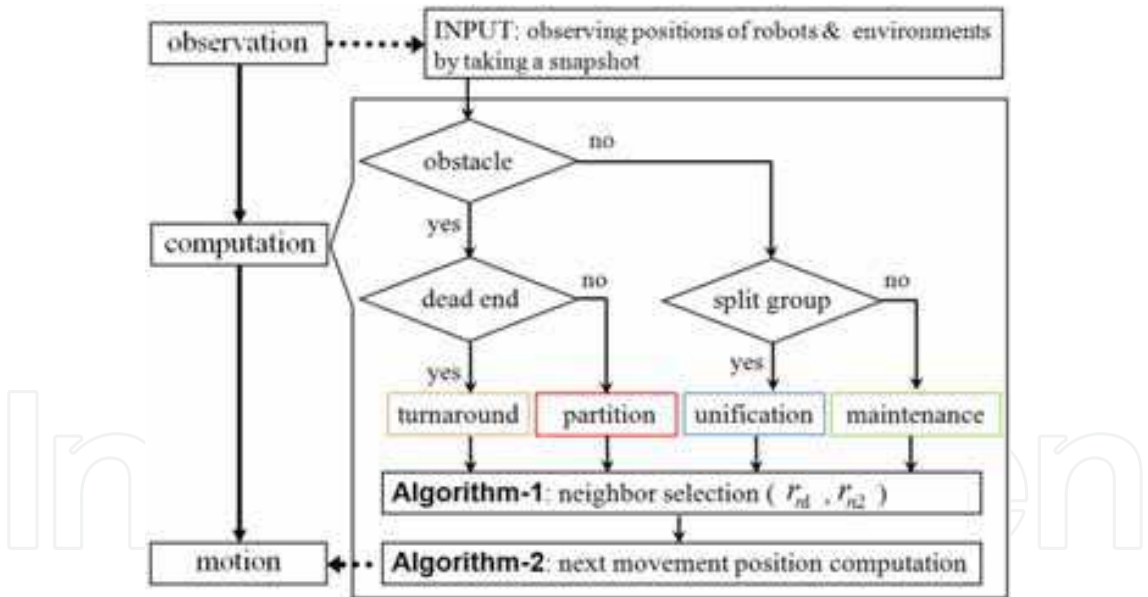 observation
INPUT: observing positions of robots & environments
by taking a snapshot
obstacle
no
yes
computation
dead end
no
split group
no
yes
yes
turnaround
partition
unification
maintenance
Algorithm-1: neighbor selection ( r_n1 , r_n2 )
motion
Algorithm-2: next movement position computation